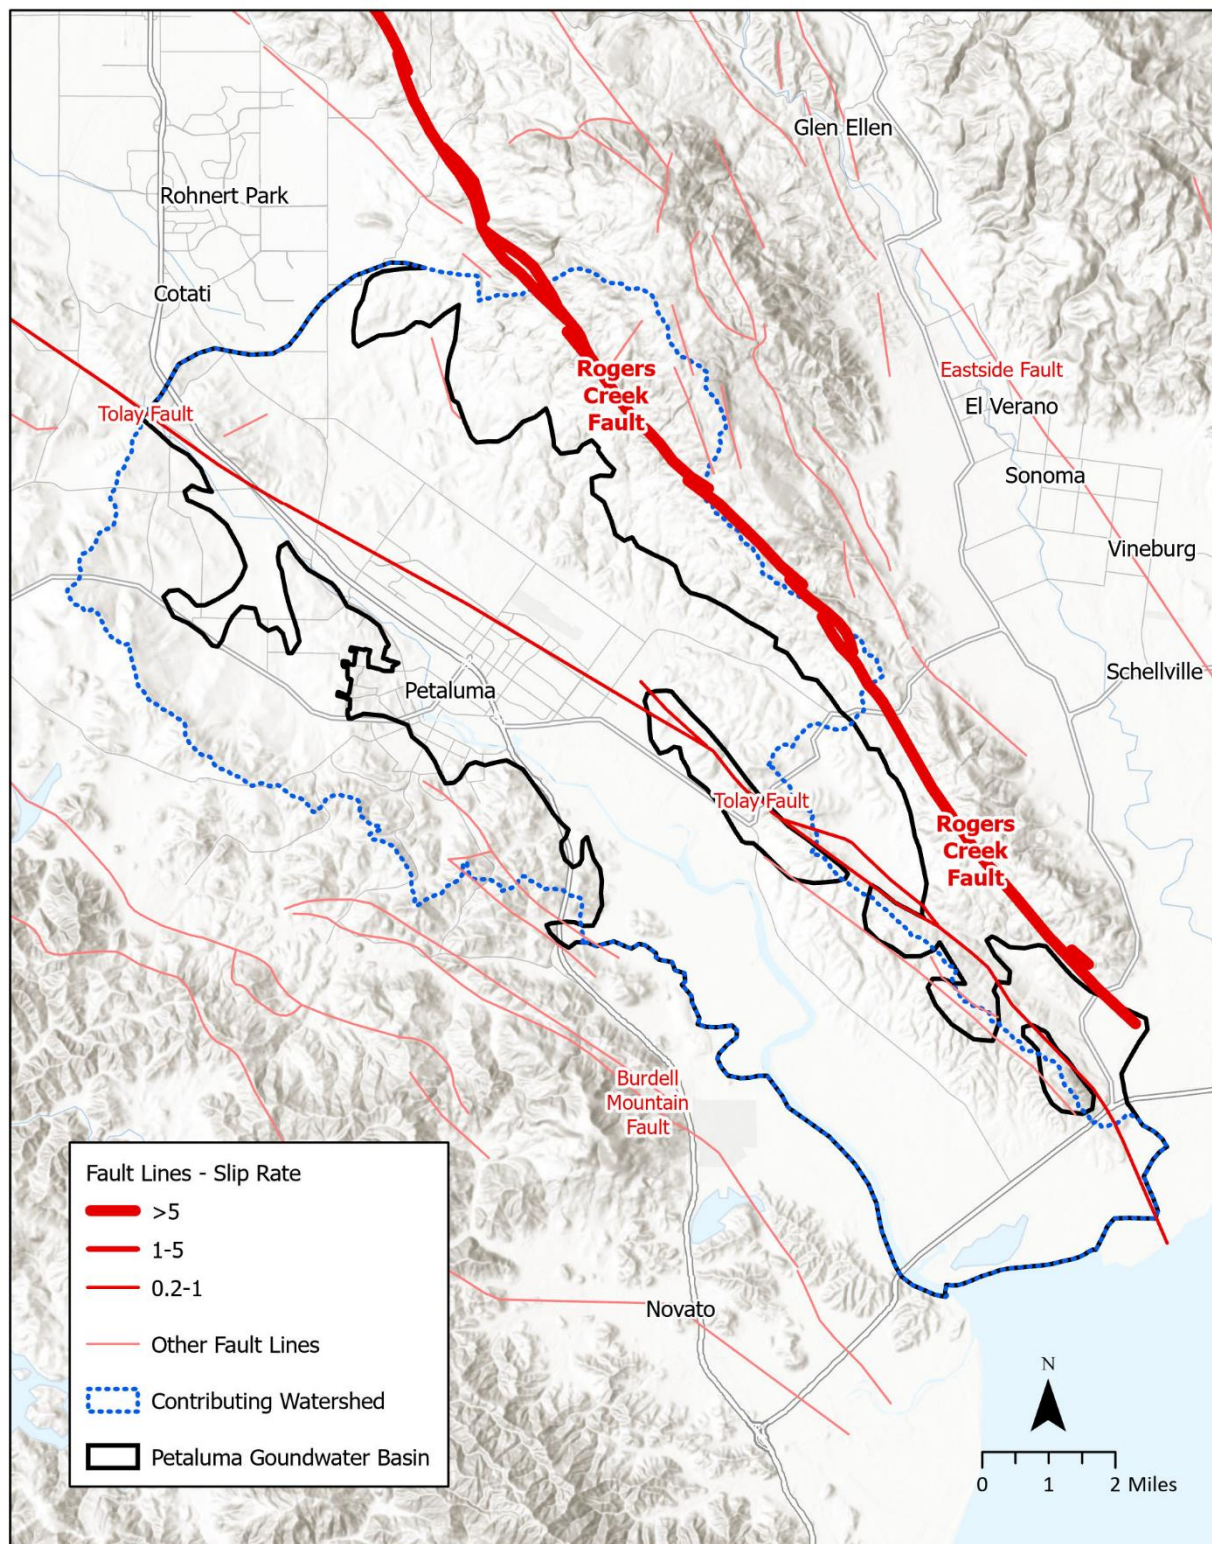 Glen Ellen
Rohnert Park
Cotati
Rogers
Creek
Fault
Eastside Fault
El Verano
Tolay Fault
Sonoma
Vineburg
Schellville
Petaluma
Tolay Fault
Rogers
Creek
Fault
Burdell
Mountain
Fault
Novato
Fault Lines - Slip Rate
>5
1-5
0.2-1
Other Fault Lines
Contributing Watershed
Petaluma Goundwater Basin
N
0 1 2 Miles